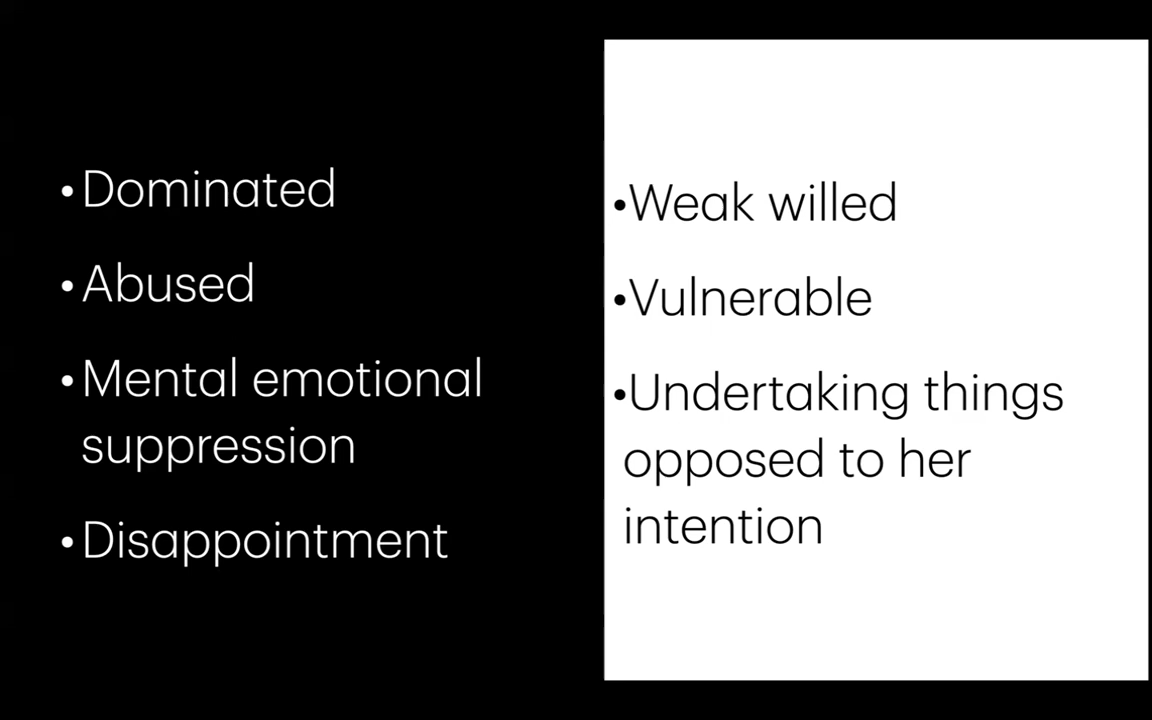 •Dominated
•Abused
•Mental emotional
suppression
•Disappointment
•Weak willed
•Vulnerable
•Undertaking things
opposed to her
intention